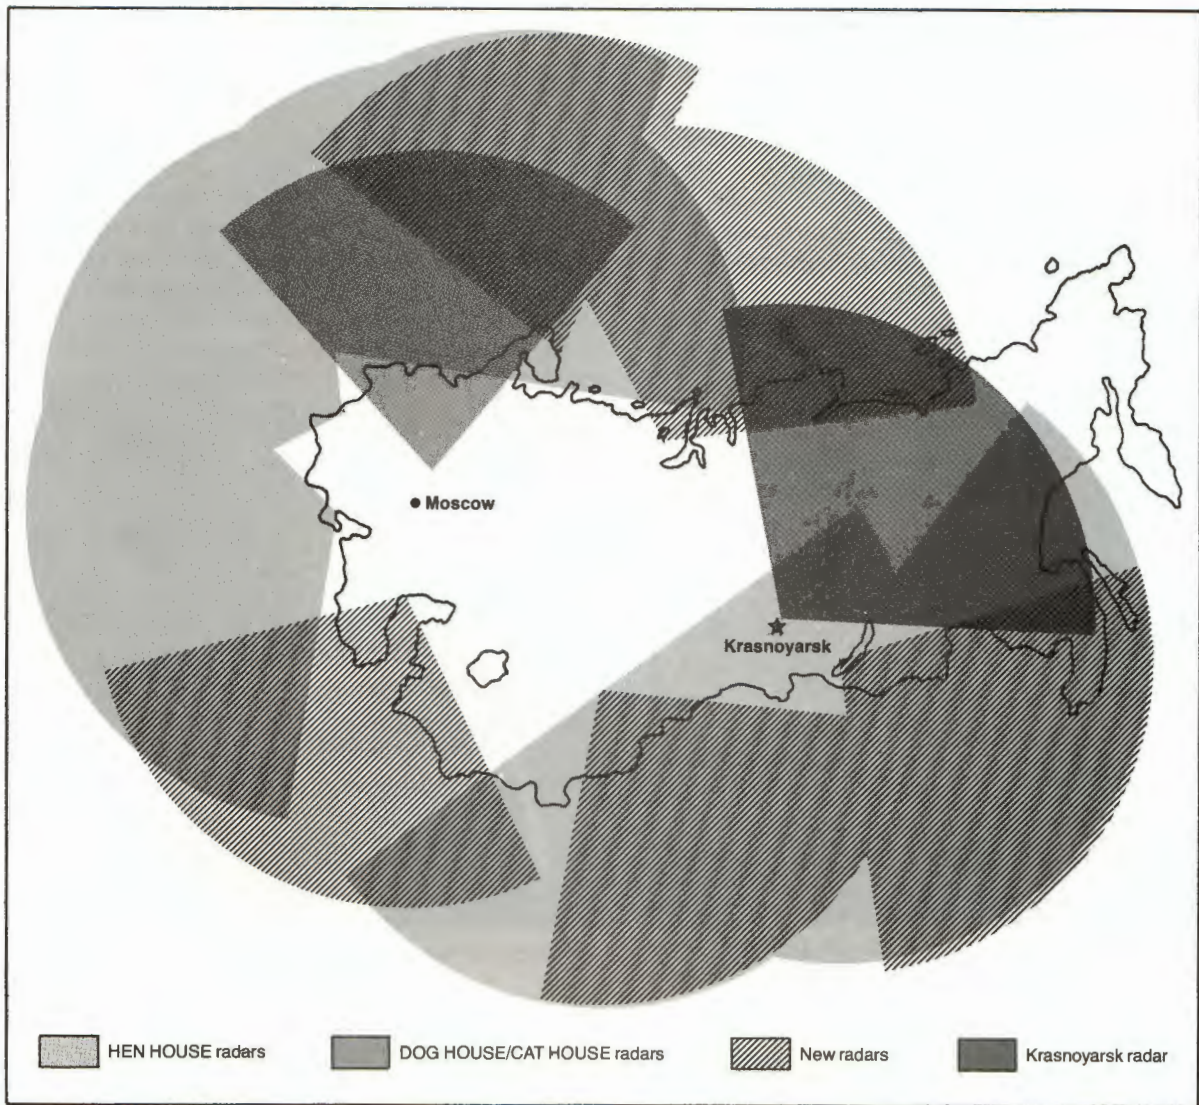 Moscow
Krasnoyarsk
HEN HOUSE radars
DOG HOUSE/CAT HOUSE radars
New radars
Krasnoyarsk radar